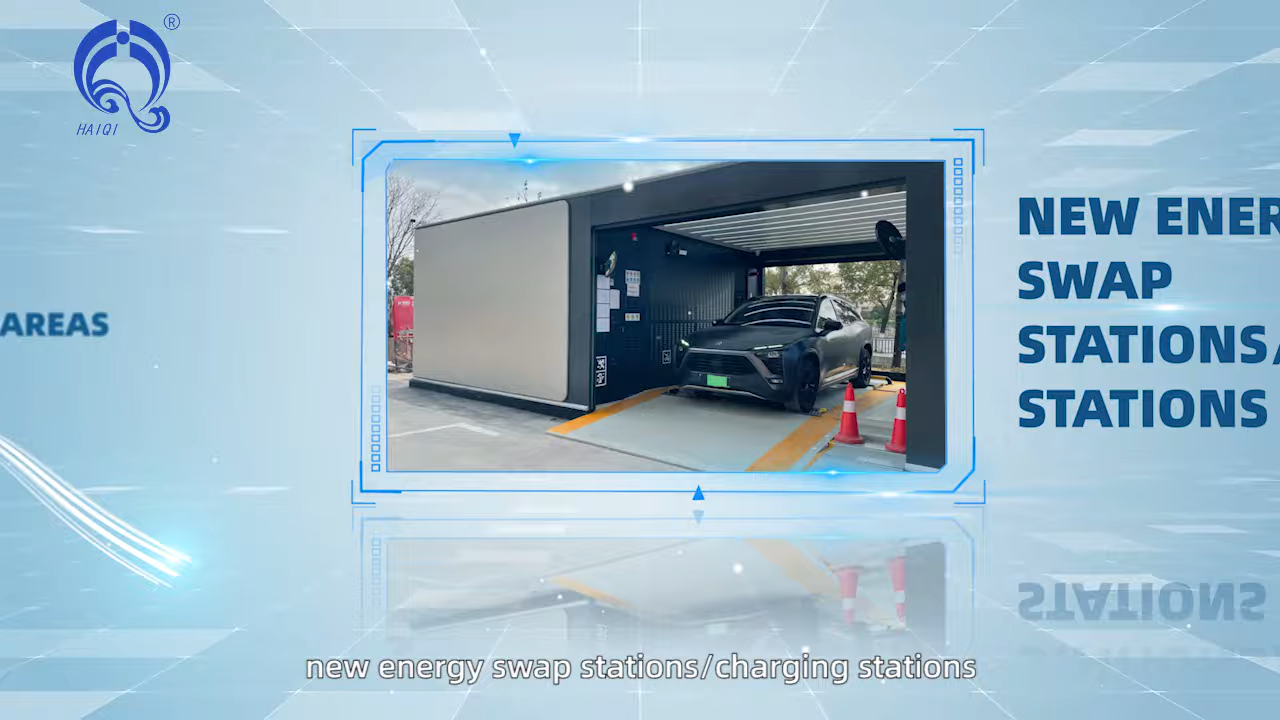 ®
HAIQI
AREAS
NEW ENER
SWAP
STATIONS/
STATIONS
new energy swap stations/charging stations